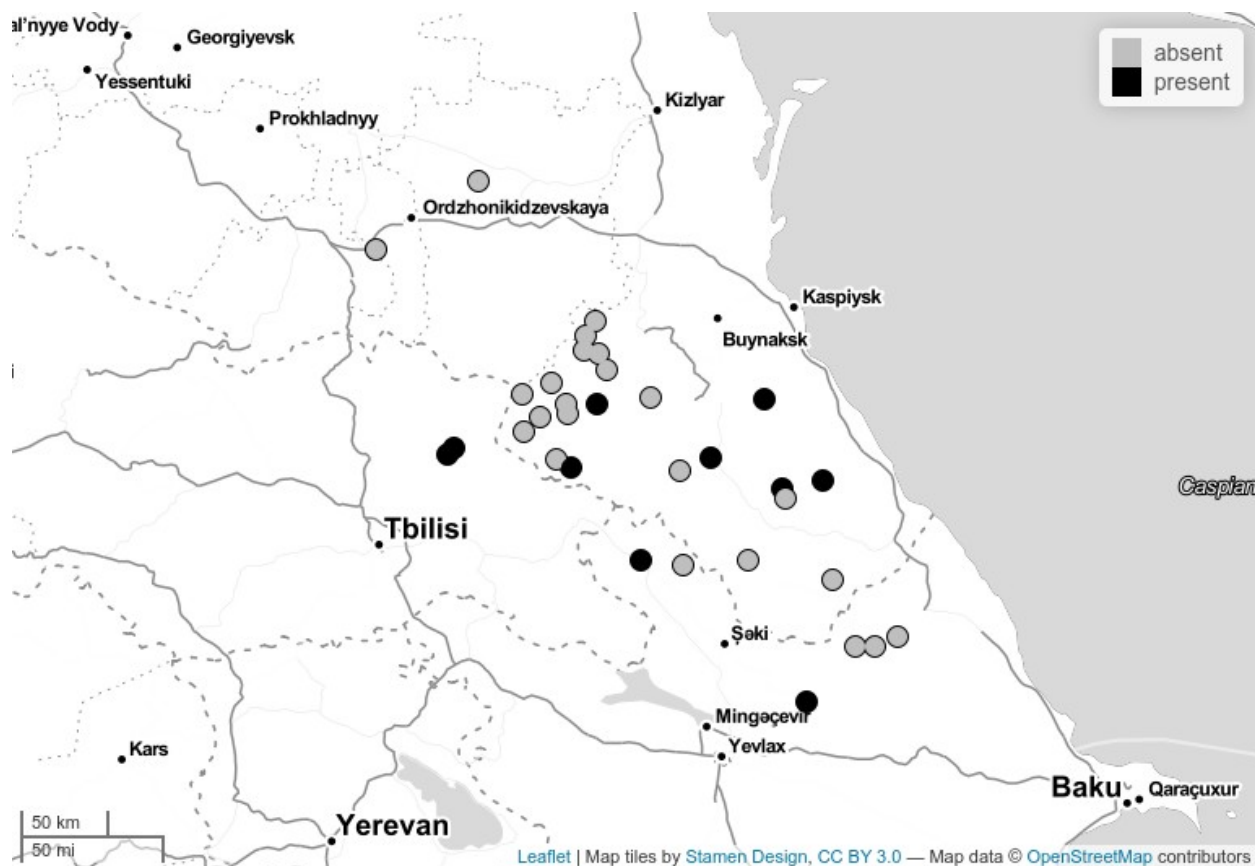 al'nyye Vody
Georgiyevsk
Yessentuki
Prokhladnyy
Kizlyar
absent
present
Ordzhonikidzevskaya
Kaspiysk
Buynaksk
i
Caspian
Tbilisi
Şəki
Mingəçevir
Yevlax
Kars
Baku
Qaraçuxur
Yerevan
50 km
50 mi
Leaflet | Map tiles by Stamen Design, CC BY 3.0 — Map data © OpenStreetMap contributors